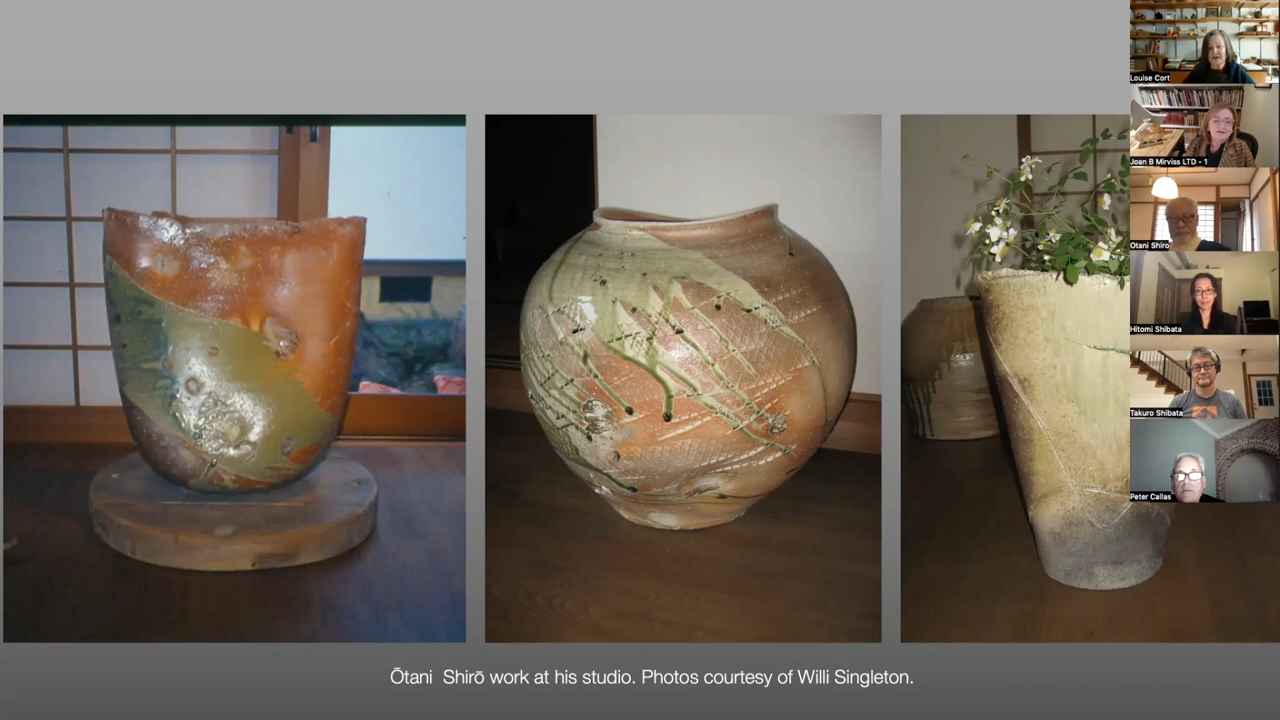 Louise Cort
Joan B Mirviss LTD - 1
Otani Shiro
Hitomi Shibata
Takuro Shibata
Peter Callas
Ōtani  Shirō work at his studio. Photos courtesy of Willi Singleton.